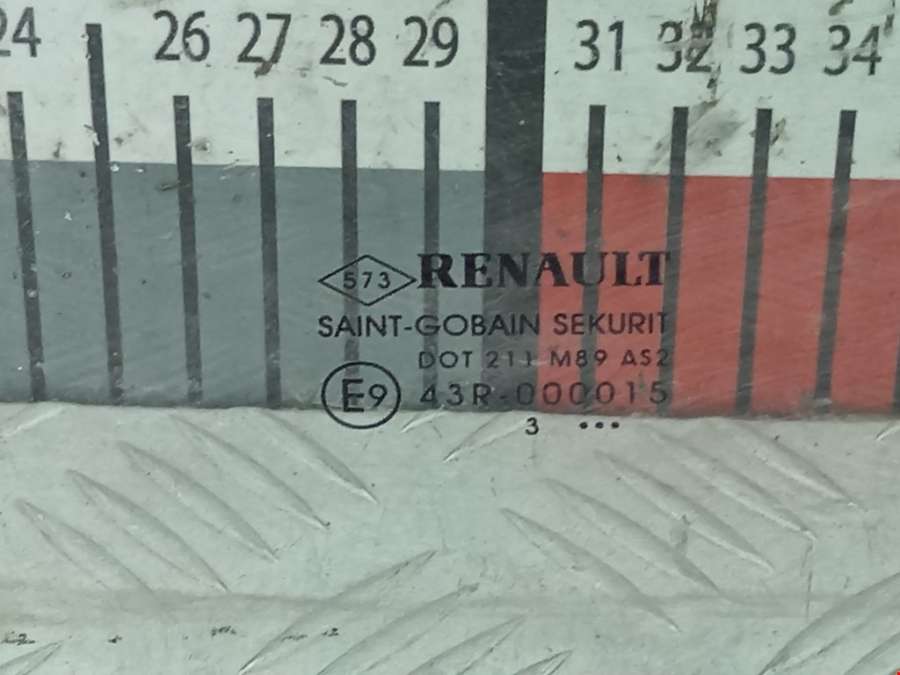 24 26 27 28 29 31 32 33 34
573 RENAULT
SAINT-GOBAIN SEKURIT
DOT 211 M89 AS2
E9 43R-000015
3 •••